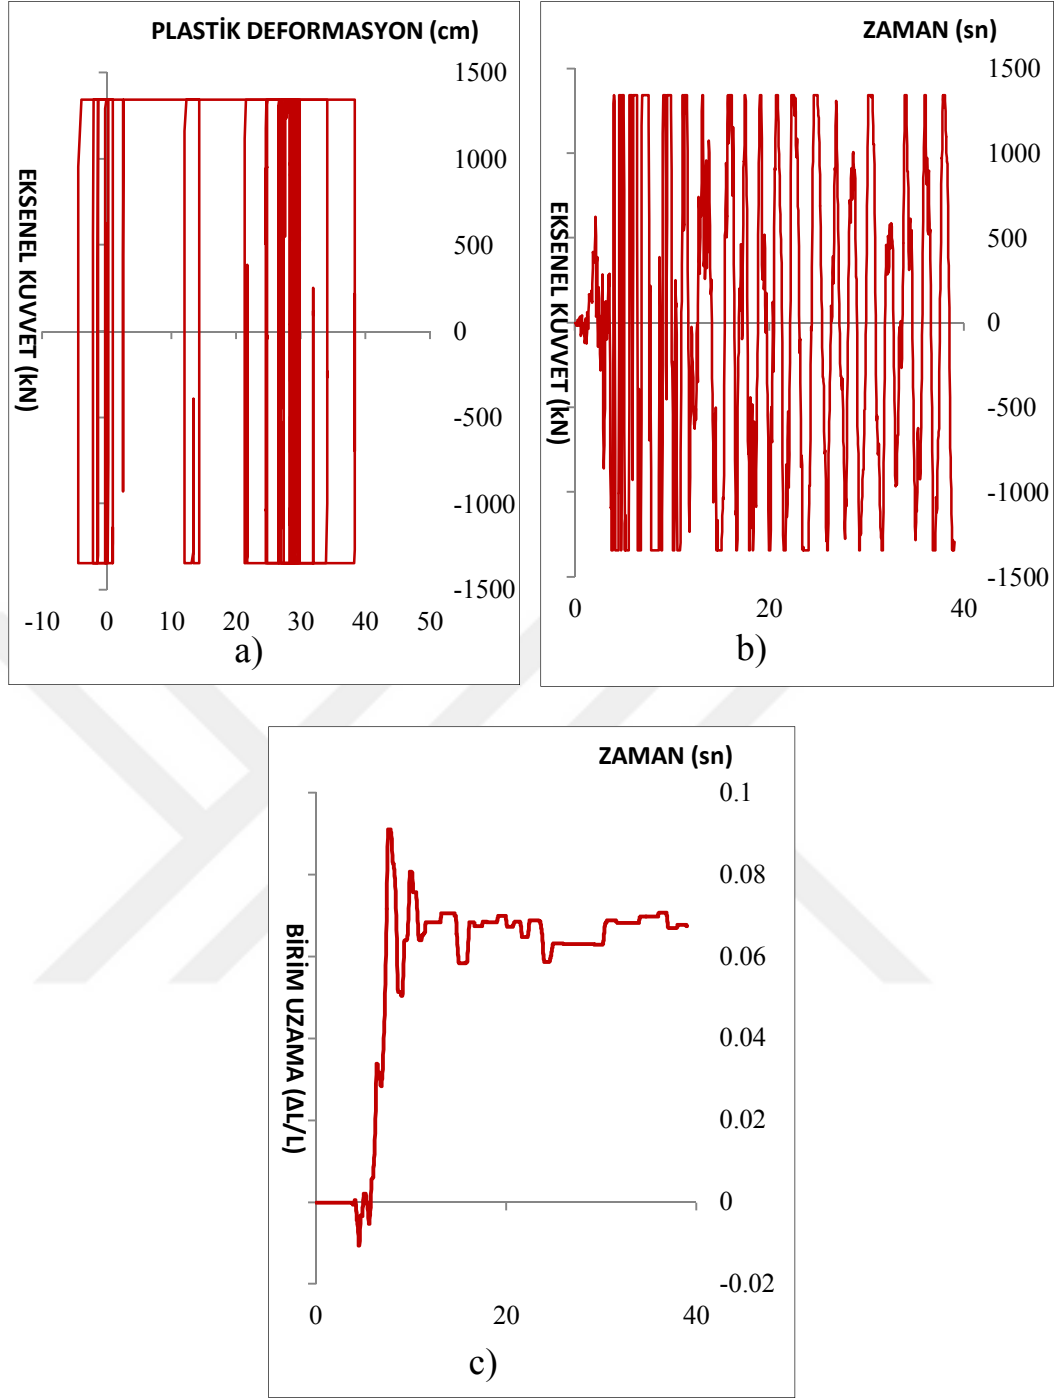 PLASTİK DEFORMASYON (cm)
1500
1000
500
0
-500
-1000
-1500
EKSENEL KUVVET (kN)
-10 0 10 20 30 40 50
a)
ZAMAN (sn)
1500
1000
500
0
-500
-1000
-1500
EKSENEL KUVVET (kN)
0 20 40
b)
ZAMAN (sn)
0.1
0.08
0.06
0.04
0.02
0
-0.02
BİRİM UZAMA (ΔL/L)
0 20 40
c)